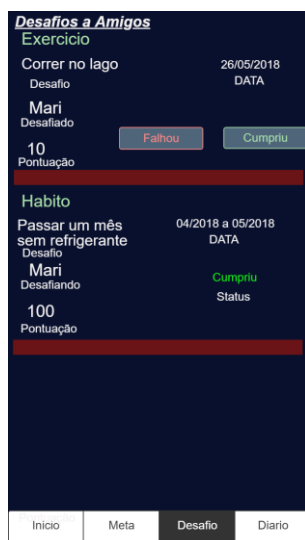 Desafios a Amigos
Exercicio
Correr no lago
26/05/2018
Desafio
DATA
Mari
Desafiado
Falhou
Cumpriu
10
Pontuação
Habito
Passar um mês
sem refrigerante
04/2018 a 05/2018
DATA
Desafio
Mari
Desafiando
Cumpriu
Status
100
Pontuação
Inicio
Meta
Desafio
Diario